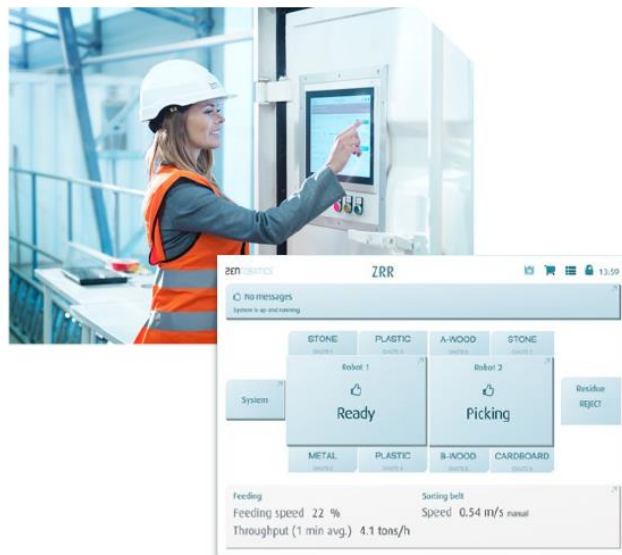 ZENROBOTICS ZRR 13:59
No messages
System is up and running
STONE PLASTIC A-WOOD STONE
Robot 1 Robot 2
System Ready Picking Residue
REJECT
METAL PLASTIC B-WOOD CARDBOARD
Feeding Sorting belt
Feeding speed 22 % Speed 0.54 m/s manual
Throughput (1 min avg.) 4.1 tons/h